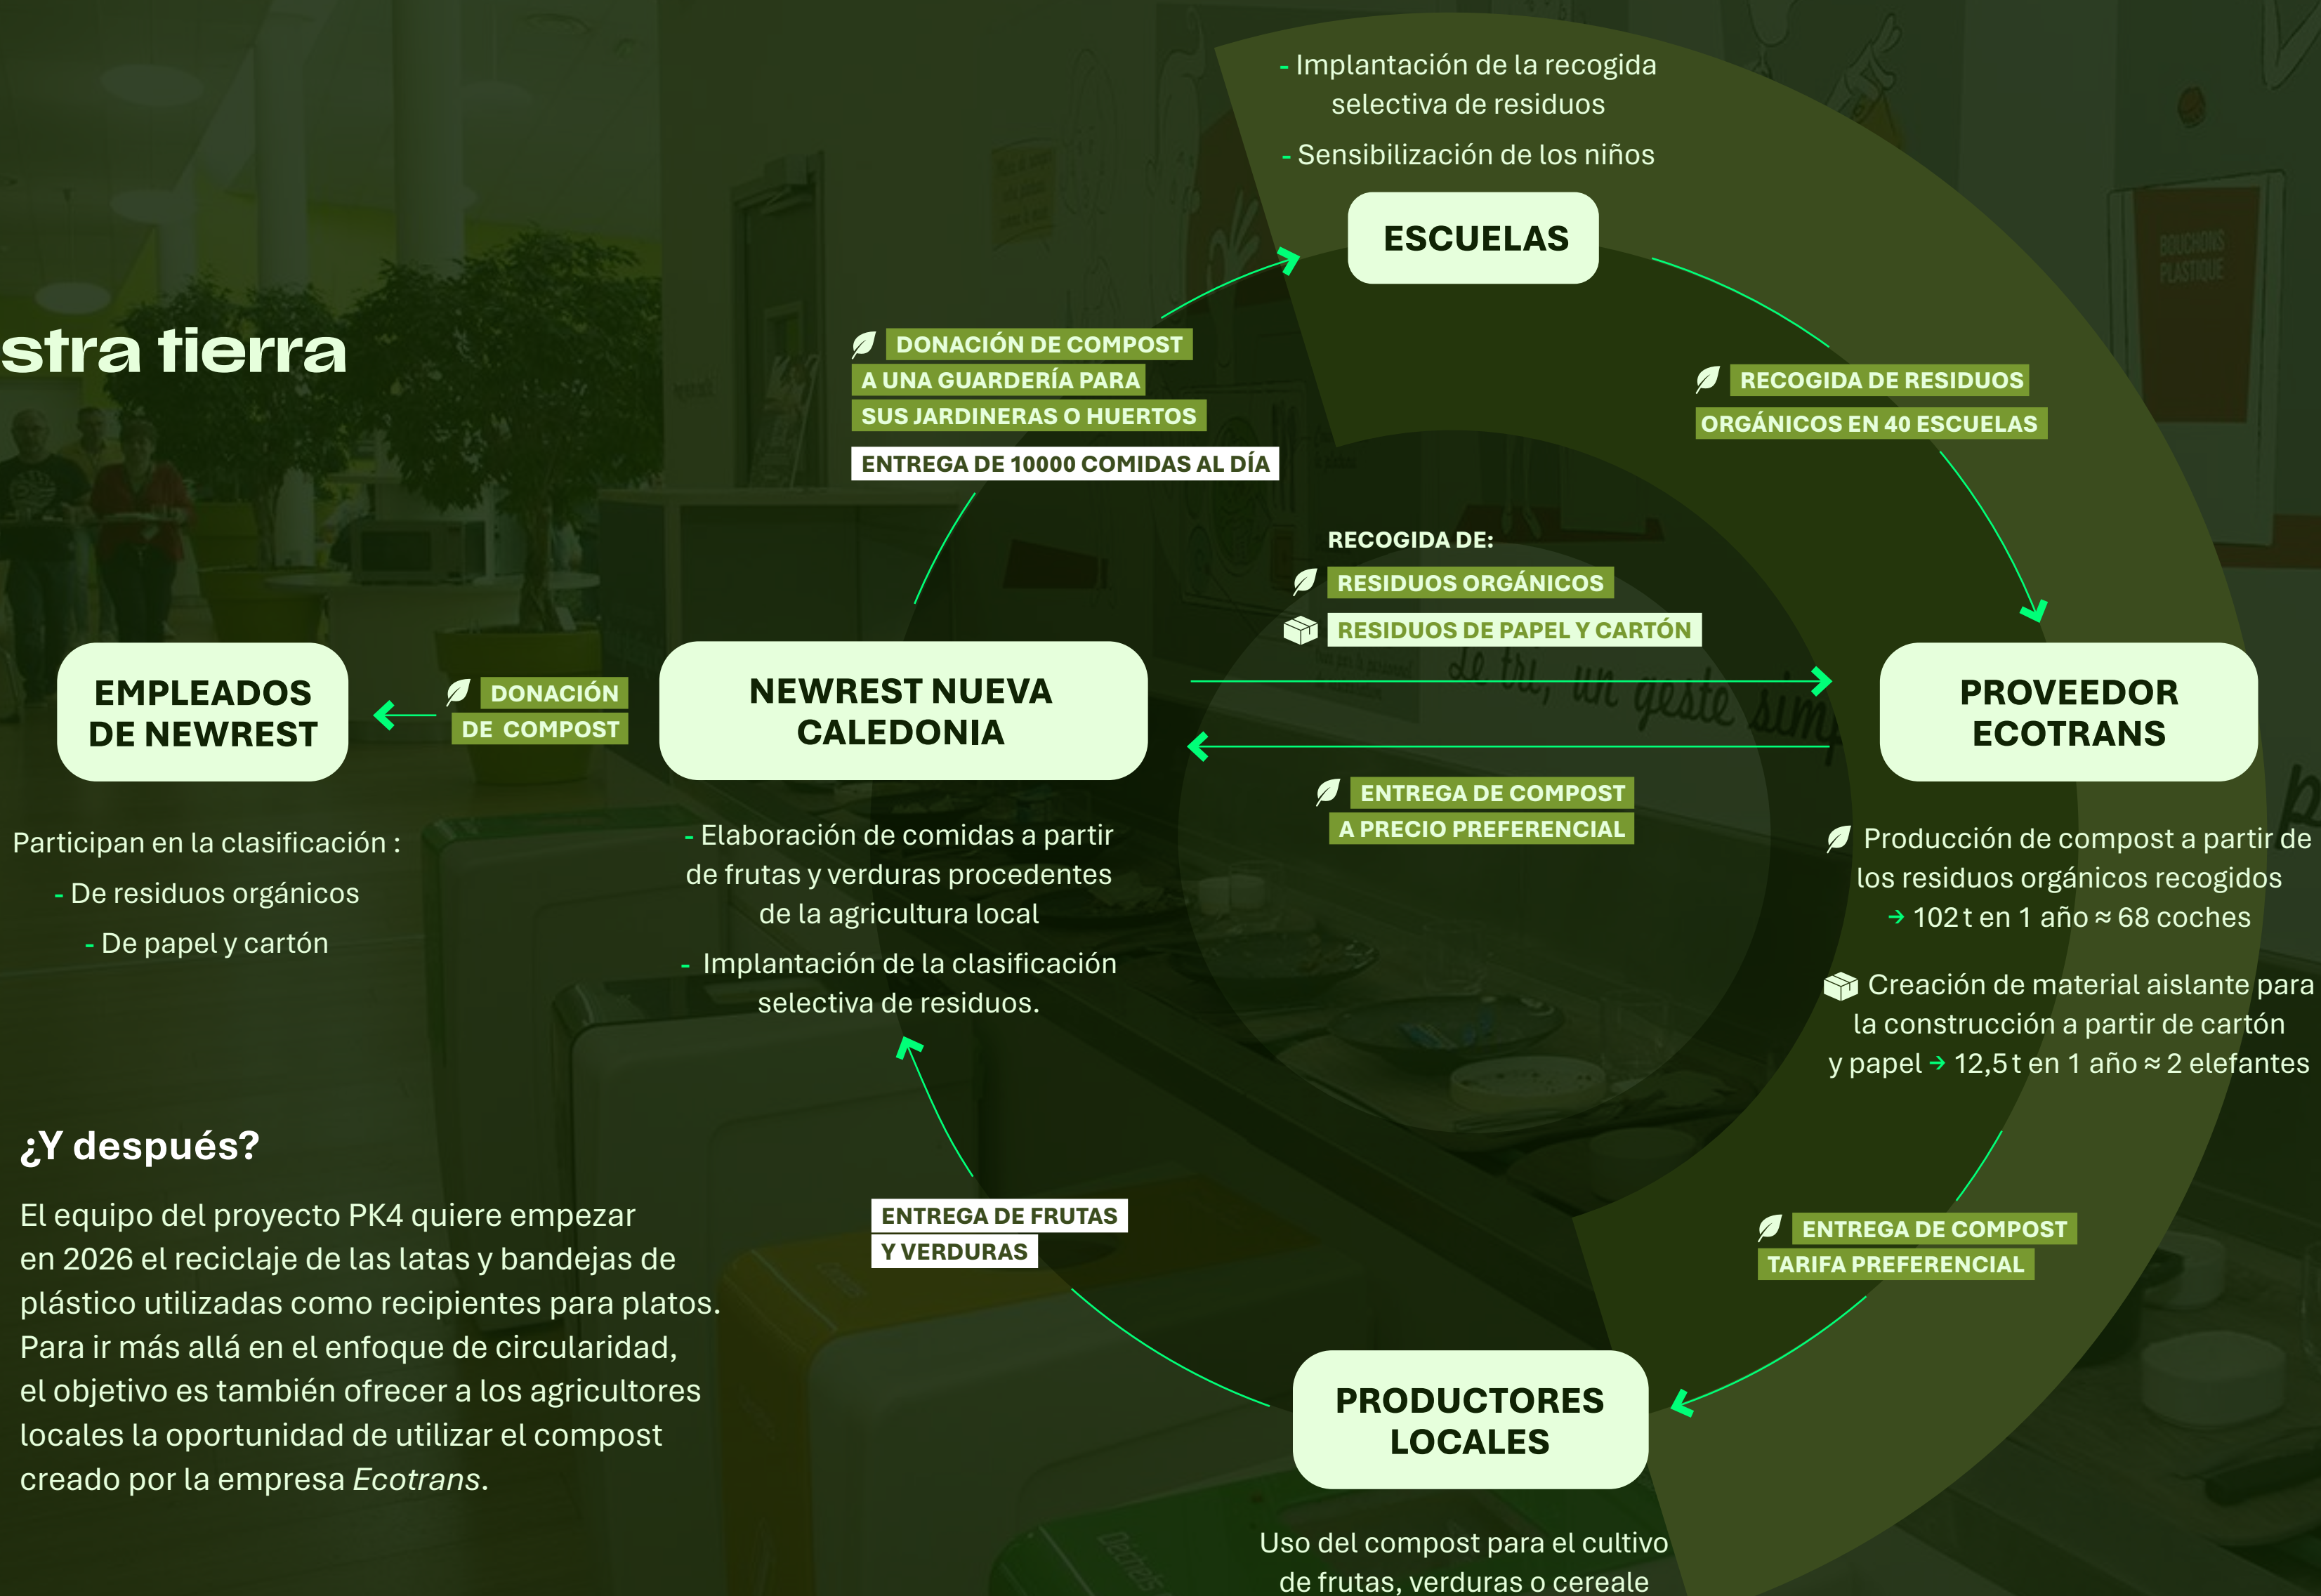 - Implantación de la recogida
selectiva de residuos
- Sensibilización de los niños
ESCUELAS
stra tierra
DONACIÓN DE COMPOST
A UNA GUARDERÍA PARA
SUS JARDINERAS O HUERTOS
ENTREGA DE 10000 COMIDAS AL DÍA
RECOGIDA DE RESIDUOS
ORGÁNICOS EN 40 ESCUELAS
BOUCHONS
PLASTIQUE
RECOGIDA DE:
RESIDUOS ORGÁNICOS
RESIDUOS DE PAPEL Y CARTÓN
Le tri, un geste simp
EMPLEADOS
DE NEWREST
DONACIÓN
DE COMPOST
NEWREST NUEVA
CALEDONIA
PROVEEDOR
ECOTRANS
ENTREGA DE COMPOST
A PRECIO PREFERENCIAL
Participan en la clasificación :
- De residuos orgánicos
- De papel y cartón
- Elaboración de comidas a partir
de frutas y verduras procedentes
de la agricultura local
- Implantación de la clasificación
selectiva de residuos.
Producción de compost a partir de
los residuos orgánicos recogidos
→ 102 t en 1 año ≈ 68 coches
Creación de material aislante para
la construcción a partir de cartón
y papel → 12,5 t en 1 año ≈ 2 elefantes
¿Y después?
El equipo del proyecto PK4 quiere empezar
en 2026 el reciclaje de las latas y bandejas de
plástico utilizadas como recipientes para platos.
Para ir más allá en el enfoque de circularidad,
el objetivo es también ofrecer a los agricultores
locales la oportunidad de utilizar el compost
creado por la empresa Ecotrans.
ENTREGA DE FRUTAS
Y VERDURAS
ENTREGA DE COMPOST
TARIFA PREFERENCIAL
PRODUCTORES
LOCALES
Uso del compost para el cultivo
de frutas, verduras o cereale